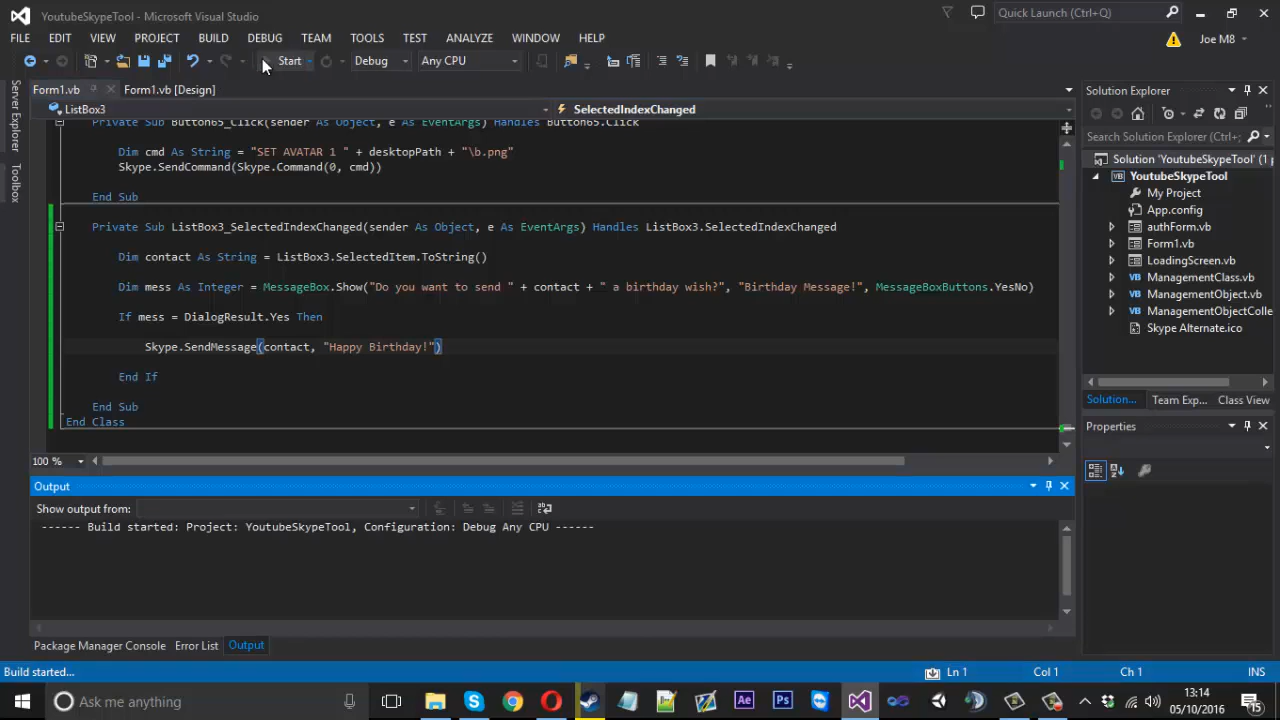 YoutubeSkypeTool - Microsoft Visual Studio
Quick Launch (Ctrl+Q)
FILE EDIT VIEW PROJECT BUILD DEBUG TEAM TOOLS TEST ANALYZE WINDOW HELP
Joe M8
Start Debug Any CPU
Server Explorer
Toolbox
Form1.vb Form1.vb [Design]
ListBox3 SelectedIndexChanged
Private Sub Button65_Click(sender As Object, e As EventArgs) Handles Button65.Click
Dim cmd As String = "SET AVATAR 1 " + desktopPath + "\b.png"
Skype.SendCommand(Skype.Command(0, cmd))
End Sub
Private Sub ListBox3_SelectedIndexChanged(sender As Object, e As EventArgs) Handles ListBox3.SelectedIndexChanged
Dim contact As String = ListBox3.SelectedItem.ToString()
Dim mess As Integer = MessageBox.Show("Do you want to send " + contact + " a birthday wish?", "Birthday Message!", MessageBoxButtons.YesNo)
If mess = DialogResult.Yes Then
Skype.SendMessage(contact, "Happy Birthday!")
End If
End Sub
End Class
100 %
Output
Show output from:
------ Build started: Project: YoutubeSkypeTool, Configuration: Debug Any CPU ------
Package Manager Console Error List Output
Solution Explorer
Search Solution Explorer (Ctrl+;)
Solution 'YoutubeSkypeTool' (1 p
YoutubeSkypeTool
My Project
App.config
authForm.vb
Form1.vb
LoadingScreen.vb
ManagementClass.vb
ManagementObject.vb
ManagementObjectColle
Skype Alternate.ico
Solution... Team Exp... Class View
Properties
Build started...
Ln 1 Col 1 Ch 1 INS
Ask me anything
Ae Ps
13:14
05/10/2016
15